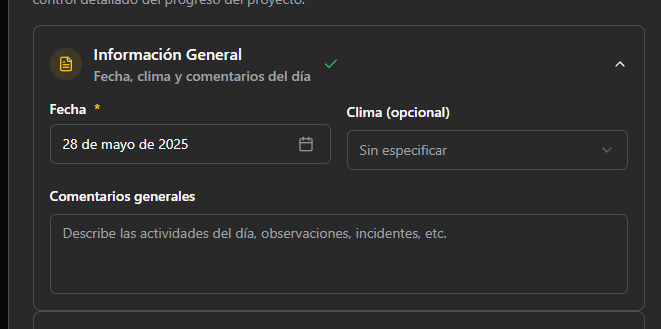 control detallado del progreso del proyecto.
Información General
Fecha, clima y comentarios del día
Fecha *
Clima (opcional)
28 de mayo de 2025
Sin especificar
Comentarios generales
Describe las actividades del día, observaciones, incidentes, etc.